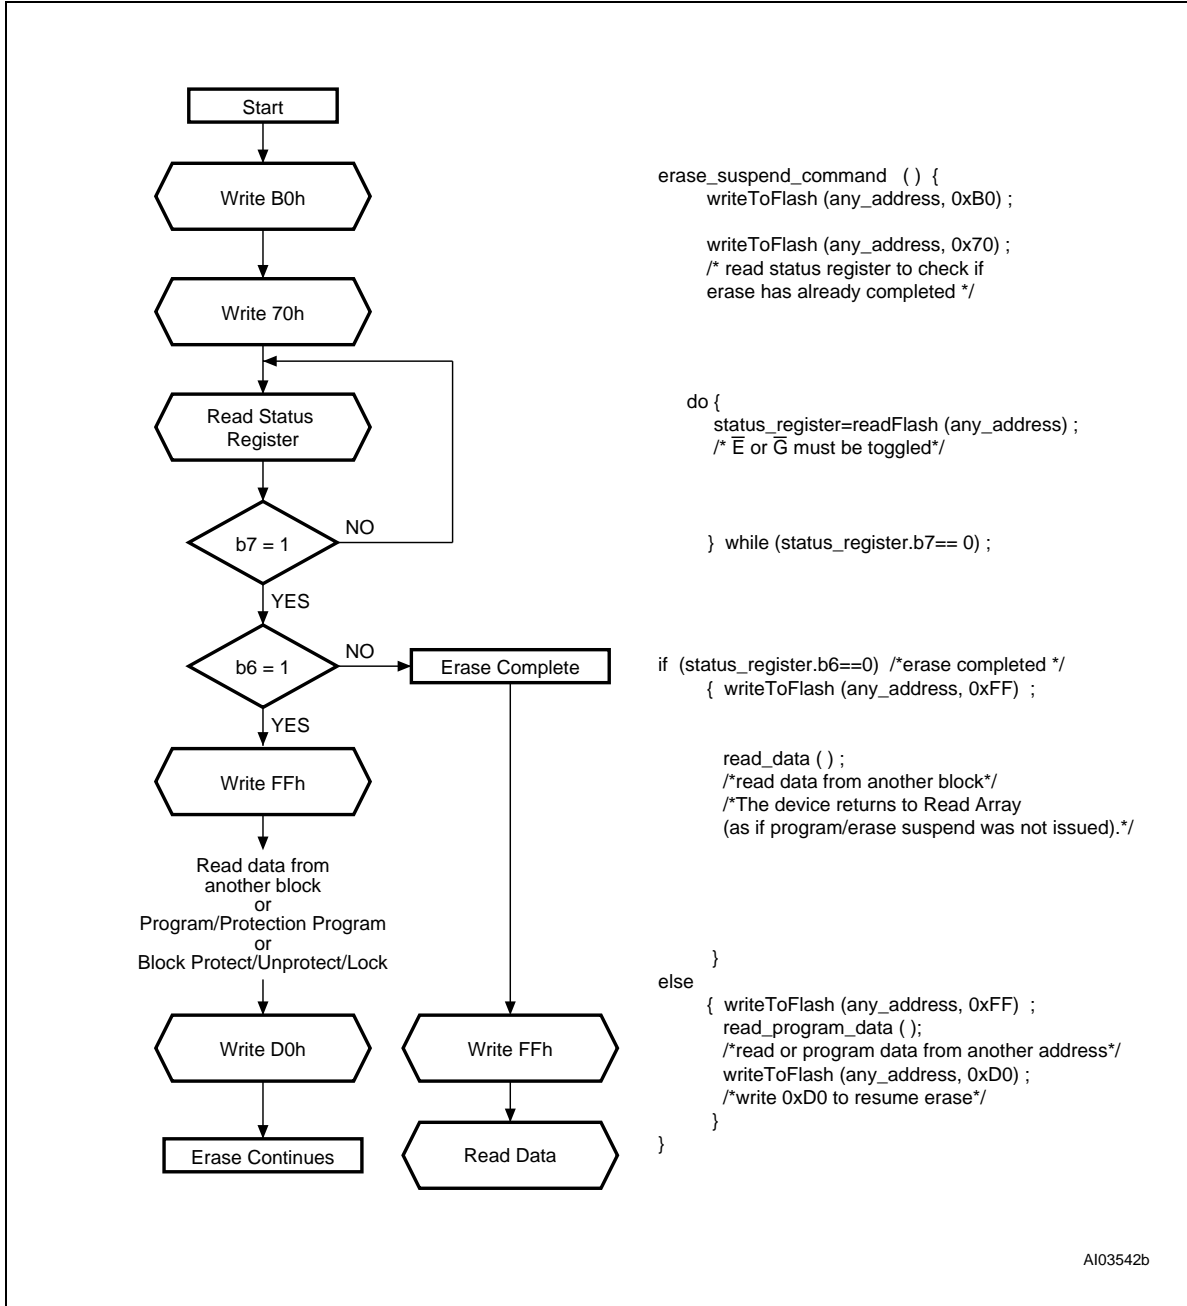 Start
Write B0h
Write 70h
Read Status
Register
b7 = 1
NO
YES
b6 = 1
NO
Erase Complete
YES
Write FFh
Read data from
another block
or
Program/Protection Program
or
Block Protect/Unprotect/Lock
Write D0h
Write FFh
Erase Continues
Read Data
erase_suspend_command ( ) {
writeToFlash (any_address, 0xB0) ;
writeToFlash (any_address, 0x70) ;
/* read status register to check if
erase has already completed */
do {
status_register=readFlash (any_address) ;
/* E̅ or G̅ must be toggled*/
} while (status_register.b7== 0) ;
if (status_register.b6==0) /*erase completed */
{ writeToFlash (any_address, 0xFF) ;
read_data ( ) ;
/*read data from another block*/
/*The device returns to Read Array
(as if program/erase suspend was not issued).*/
}
else
{ writeToFlash (any_address, 0xFF) ;
read_program_data ( );
/*read or program data from another address*/
writeToFlash (any_address, 0xD0) ;
/*write 0xD0 to resume erase*/
}
}
AI03542b